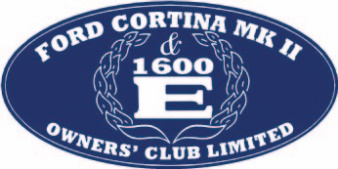 FORD CORTINA MK II
&
1600
E
OWNERS' CLUB LIMITED